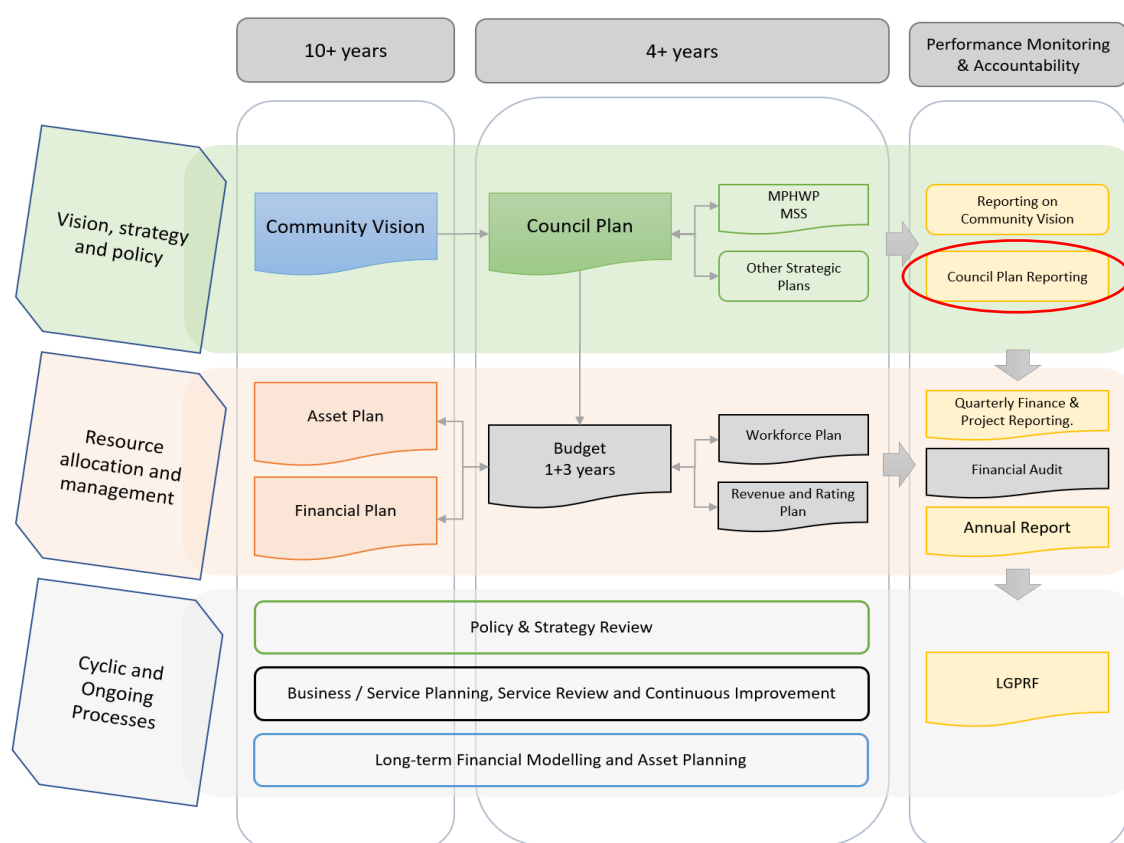 10+ years
4+ years
Performance Monitoring
& Accountability
Vision, strategy
and policy
Community Vision
Council Plan
MPHWP
MSS
Other Strategic
Plans
Reporting on
Community Vision
Council Plan Reporting
Resource
allocation and
management
Asset Plan
Financial Plan
Budget
1+3 years
Workforce Plan
Revenue and Rating
Plan
Quarterly Finance &
Project Reporting.
Financial Audit
Annual Report
Cyclic and
Ongoing
Processes
Policy & Strategy Review
Business / Service Planning, Service Review and Continuous Improvement
Long-term Financial Modelling and Asset Planning
LGPRF